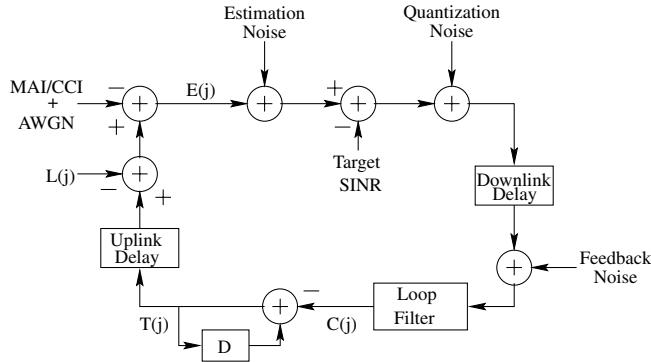 Estimation
Noise
Quantization
Noise
MAI/CCI
+
AWGN
−
+
E(j)
+
+
−
+
+
Target
SINR
L(j)
+
−
+
Downlink
Delay
Uplink
Delay
+
Feedback
Noise
T(j)
+
−
C(j)
Loop
Filter
D